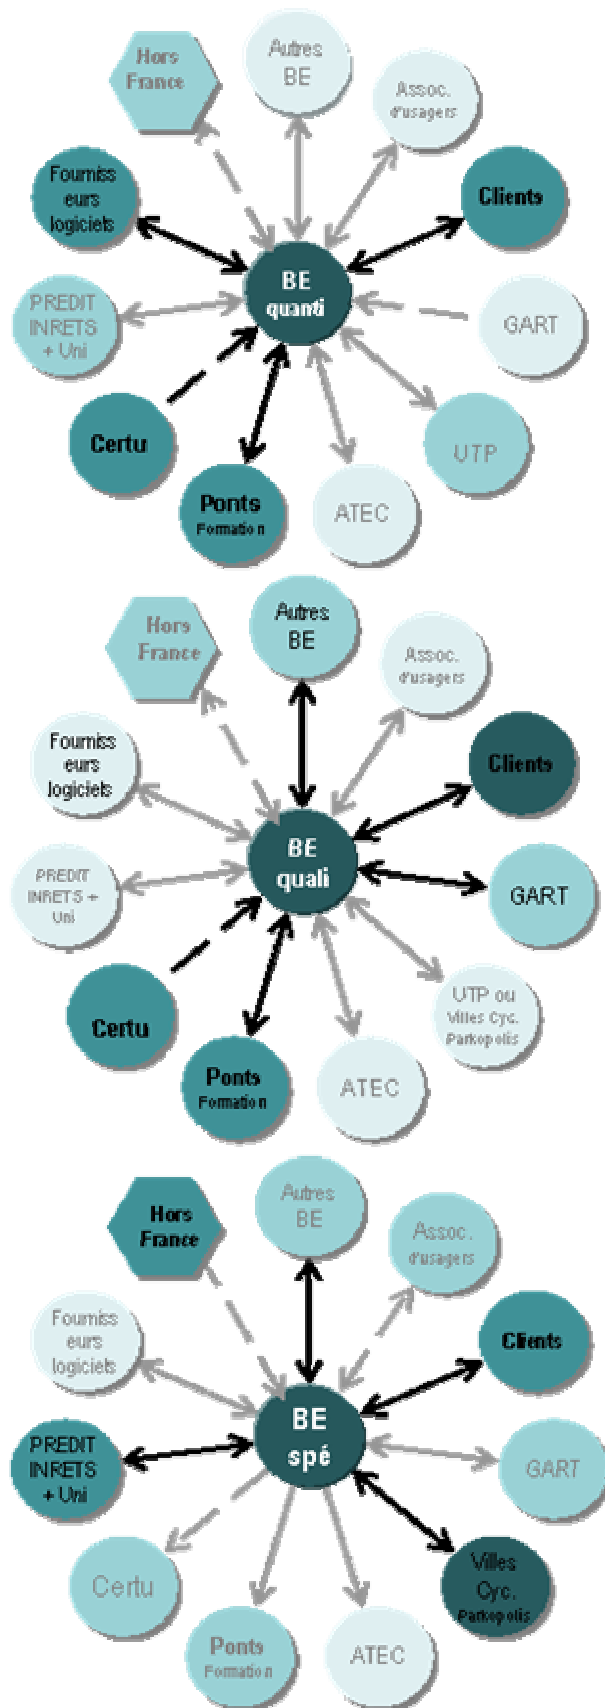 Hors
France
Autres
BE
Assoc.
d'usagers
Fourniss
eurs
logiciels
Clients
BE
quanti
PREDIT
INRETS
+ Uni
GART
Certu
UTP
Ponts
Formation
ATEC
Hors
France
Autres
BE
Assoc.
d'usagers
Fourniss
eurs
logiciels
Clients
BE
quali
PREDIT
INRETS +
Uni
GART
Certu
UTP ou
Villes Cyc.
Parkopolis
Ponts
Formation
ATEC
Hors
France
Autres
BE
Assoc.
d'usagers
Fourniss
eurs
logiciels
Clients
BE
spé
PREDIT
INRETS
+ Uni
GART
Certu
Villes
Cyc.
Parkopolis
Ponts
Formation
ATEC